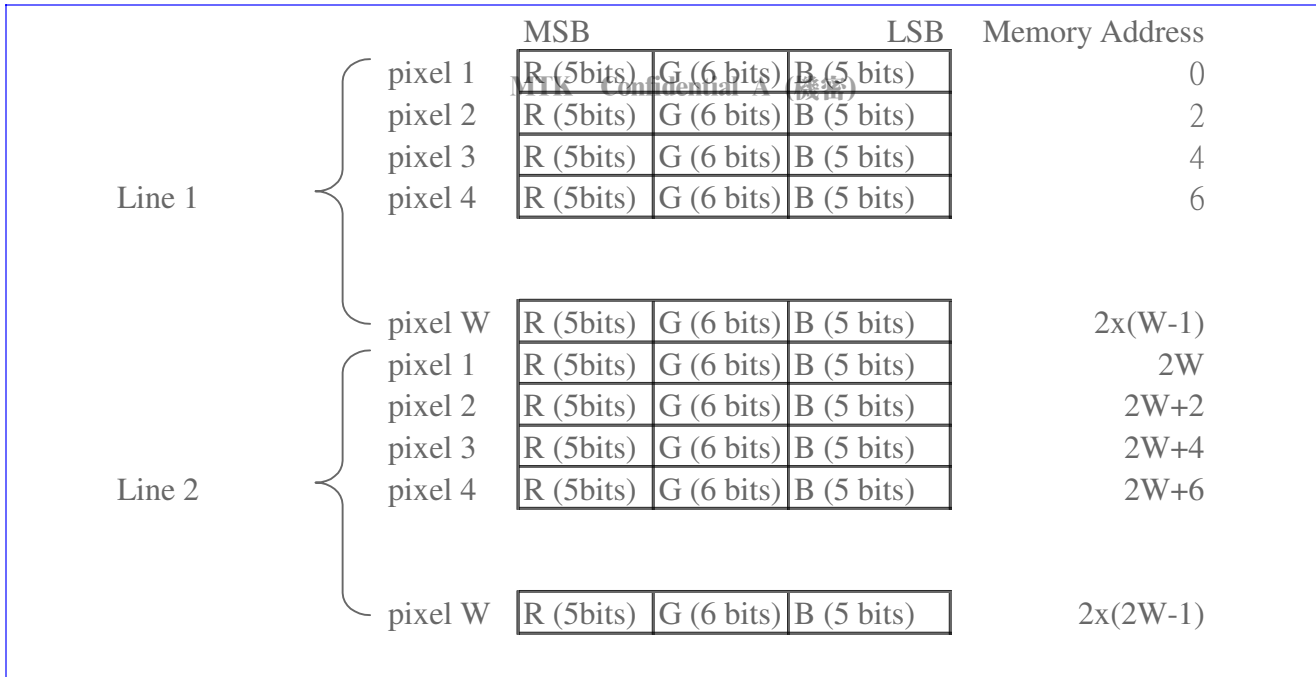 MSB LSB Memory Address
pixel 1 R (5bits) G (6 bits) B (5 bits) 0
MTK Confidential A (機密)
pixel 2 R (5bits) G (6 bits) B (5 bits) 2
pixel 3 R (5bits) G (6 bits) B (5 bits) 4
Line 1 pixel 4 R (5bits) G (6 bits) B (5 bits) 6
pixel W R (5bits) G (6 bits) B (5 bits) 2x(W-1)
pixel 1 R (5bits) G (6 bits) B (5 bits) 2W
pixel 2 R (5bits) G (6 bits) B (5 bits) 2W+2
pixel 3 R (5bits) G (6 bits) B (5 bits) 2W+4
Line 2 pixel 4 R (5bits) G (6 bits) B (5 bits) 2W+6
pixel W R (5bits) G (6 bits) B (5 bits) 2x(2W-1)